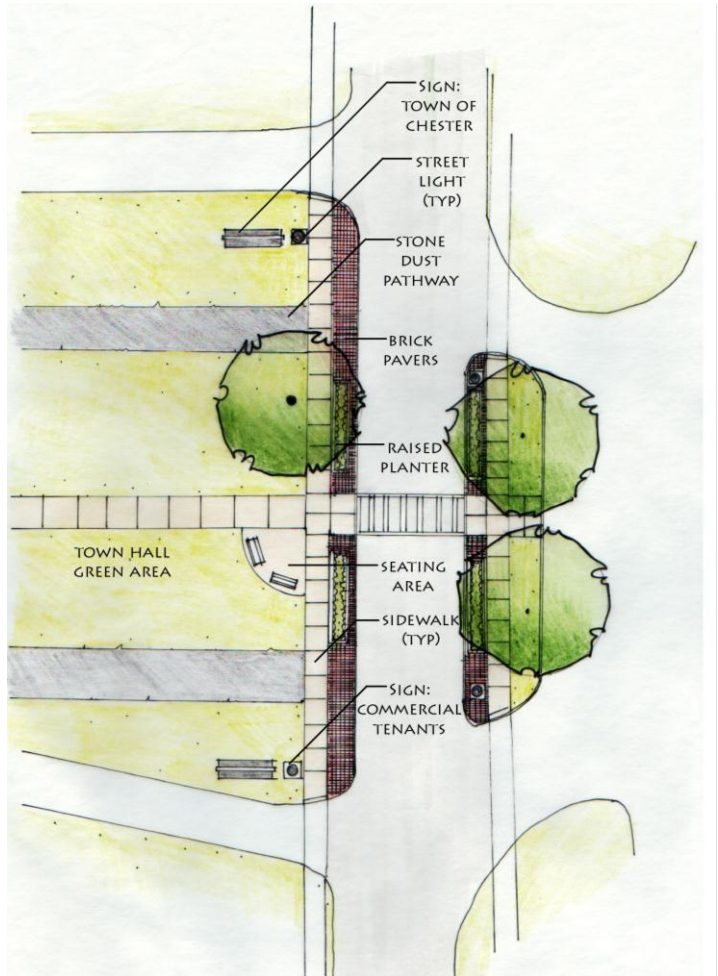 SIGN:
TOWN OF
CHESTER
STREET
LIGHT
(TYP)
STONE
DUST
PATHWAY
BRICK
PAVERS
RAISED
PLANTER
TOWN HALL
GREEN AREA
SEATING
AREA
SIDEWALK
(TYP)
SIGN:
COMMERCIAL
TENANTS